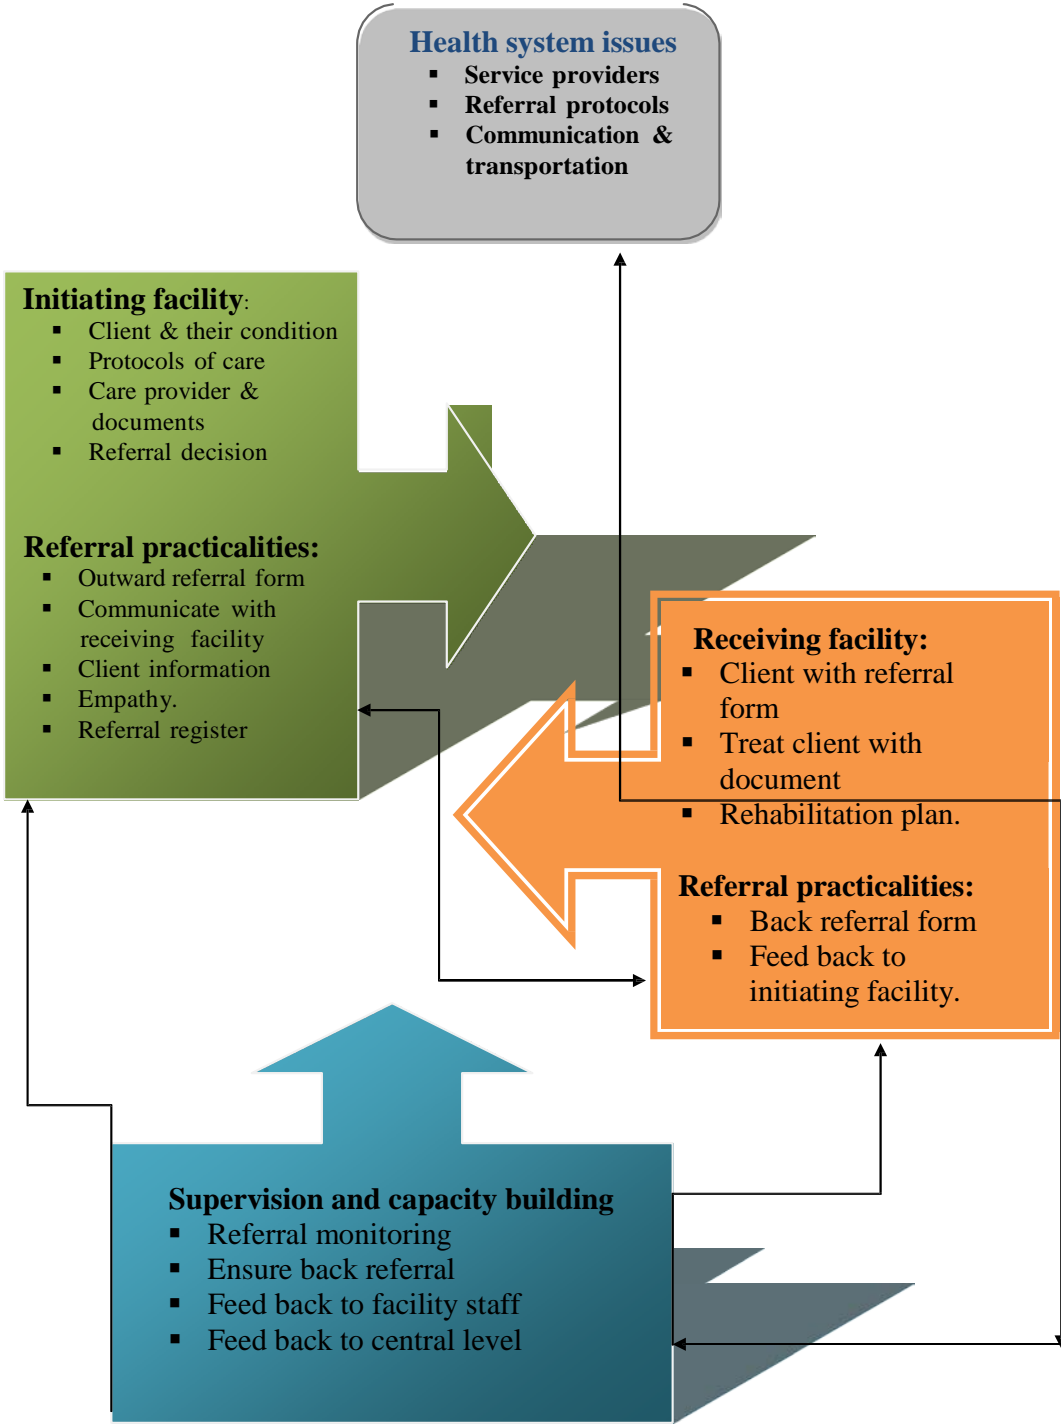 Health system issues
▪ Service providers
▪ Referral protocols
▪ Communication &
transportation
Initiating facility:
▪ Client & their condition
▪ Protocols of care
▪ Care provider &
documents
▪ Referral decision
Referral practicalities:
▪ Outward referral form
▪ Communicate with
receiving facility
▪ Client information
▪ Empathy.
▪ Referral register
Receiving facility:
▪ Client with referral
form
▪ Treat client with
document
▪ Rehabilitation plan.
Referral practicalities:
▪ Back referral form
▪ Feed back to
initiating facility.
Supervision and capacity building
▪ Referral monitoring
▪ Ensure back referral
▪ Feed back to facility staff
▪ Feed back to central level